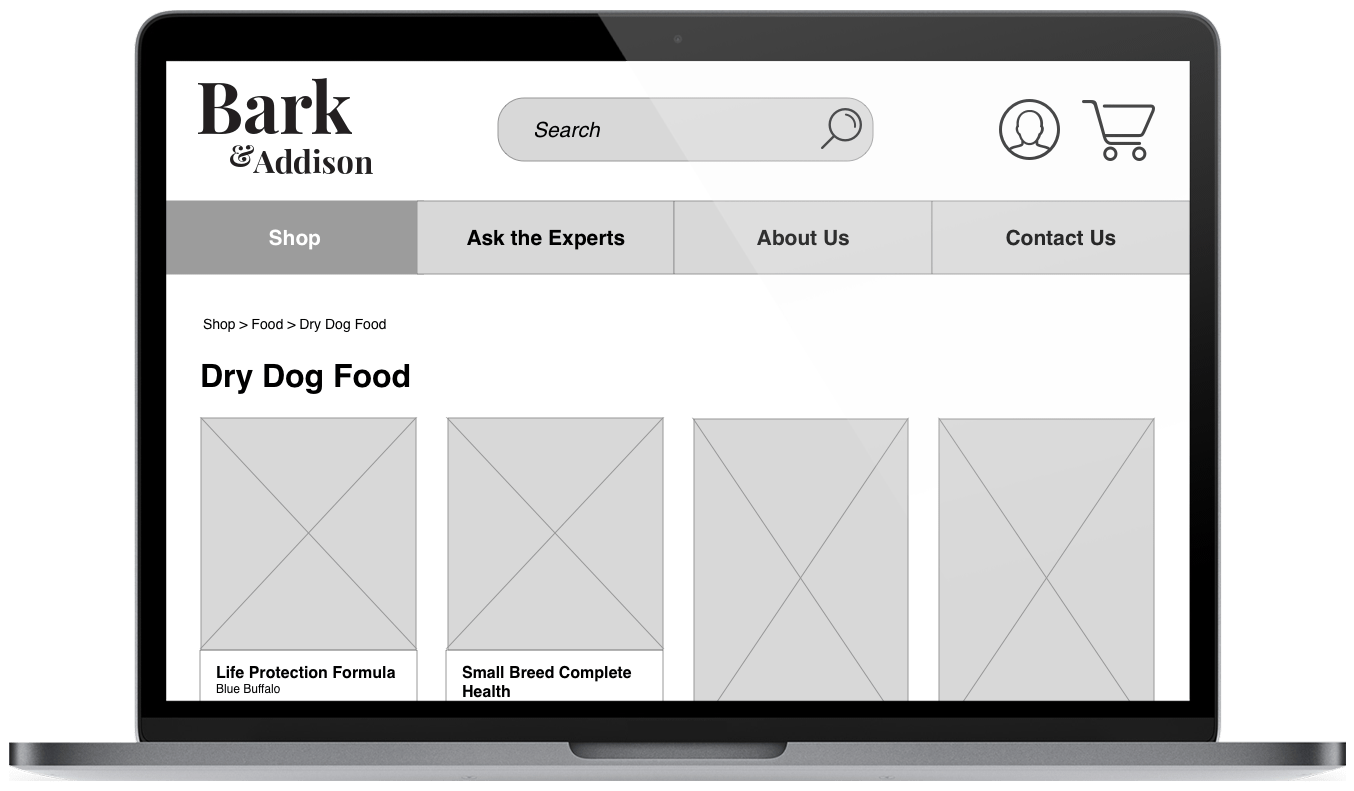 Bark
&Addison
Search
Shop
Ask the Experts
About Us
Contact Us
Shop > Food > Dry Dog Food
Dry Dog Food
Life Protection Formula
Blue Buffalo
Small Breed Complete
Health